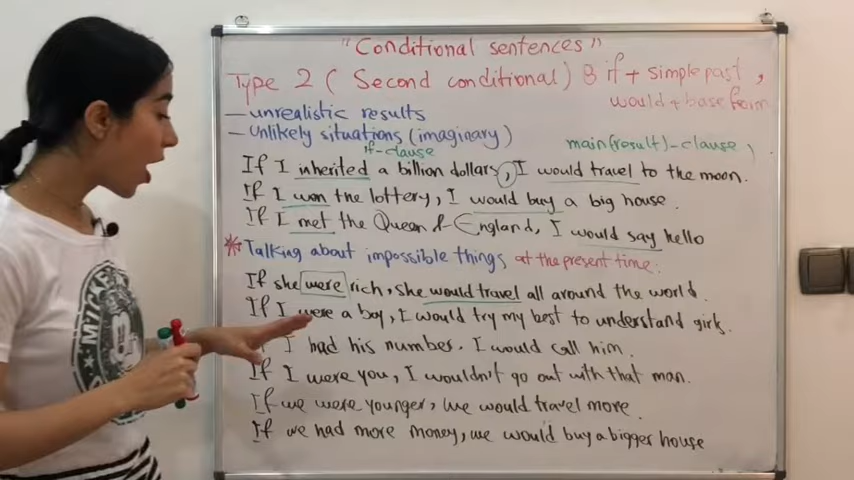 "Conditional sentences"
Type 2 ( Second conditional ) : if + simple past,
would + base form
– unrealistic results
– Unlikely situations (imaginary)
if-clause
main(result)-clause
If I inherited a billion dollars, I would travel to the moon.
If I won the lottery, I would buy a big house.
If I met the Queen of England, I would say hello
* Talking about impossible things at the present time:
If she were rich, she would travel all around the world.
If I were a boy, I would try my best to understand girls.
I had his number. I would call him.
If I were you, I wouldn't go out with that man.
If we were younger, we would travel more.
If we had more money, we would buy a bigger house
MICKEY